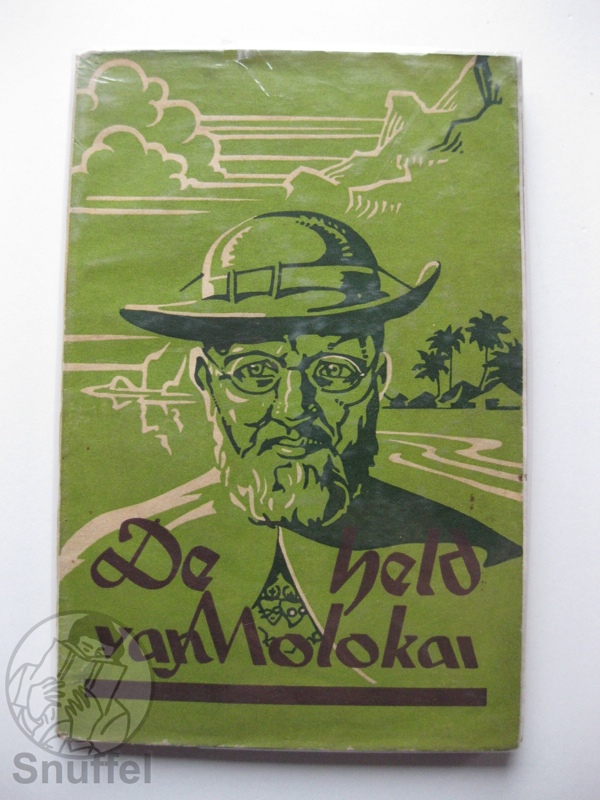 De held
van Molokai
Snuffel